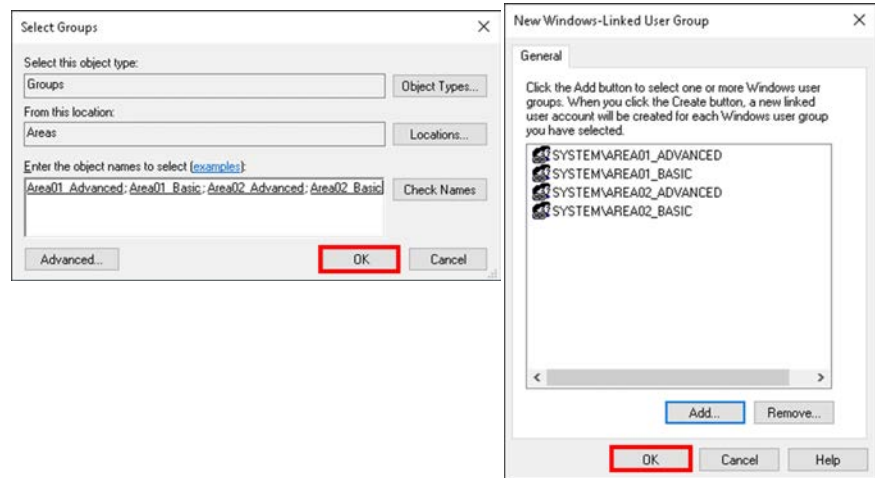 Select Groups
Select this object type:
Groups
Object Types...
From this location:
Areas
Locations...
Enter the object names to select (examples):
Area01_Advanced; Area01_Basic; Area02_Advanced; Area02_Basic
Check Names
Advanced...
OK
Cancel
New Windows-Linked User Group
General
Click the Add button to select one or more Windows user
groups. When you click the Create button, a new linked
user account will be created for each Windows user group
you have selected.
SYSTEM\AREA01_ADVANCED
SYSTEM\AREA01_BASIC
SYSTEM\AREA02_ADVANCED
SYSTEM\AREA02_BASIC
Add...
Remove...
OK
Cancel
Help